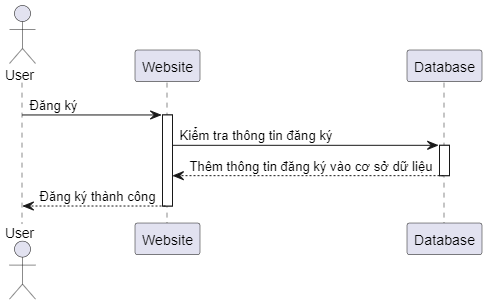 User
Website
Database
Đăng ký
Kiểm tra thông tin đăng ký
Thêm thông tin đăng ký vào cơ sở dữ liệu
Đăng ký thành công
User
Website
Database